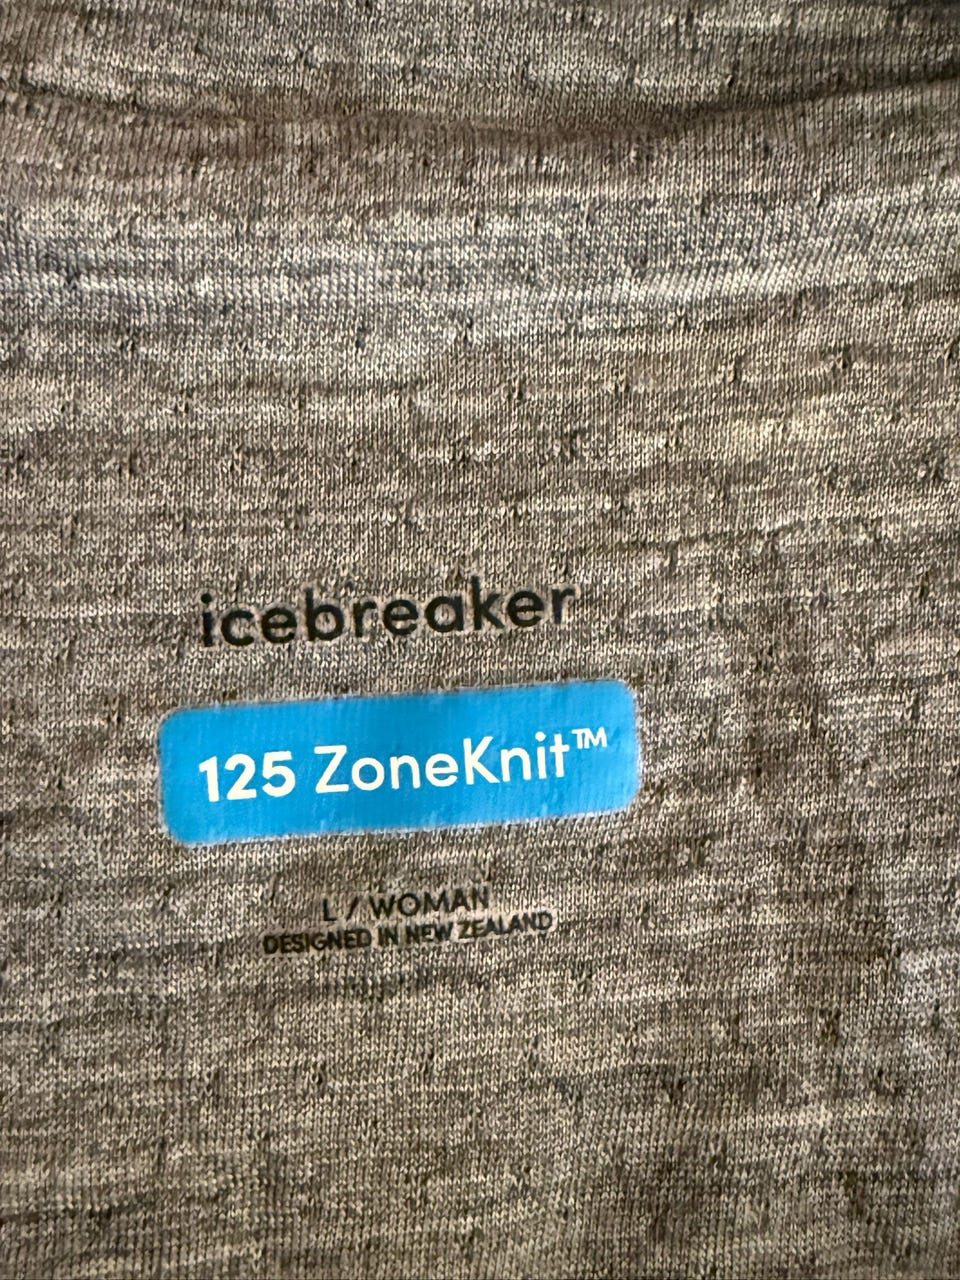 icebreaker
125 ZoneKnit™
L / WOMAN
DESIGNED IN NEW ZEALAND